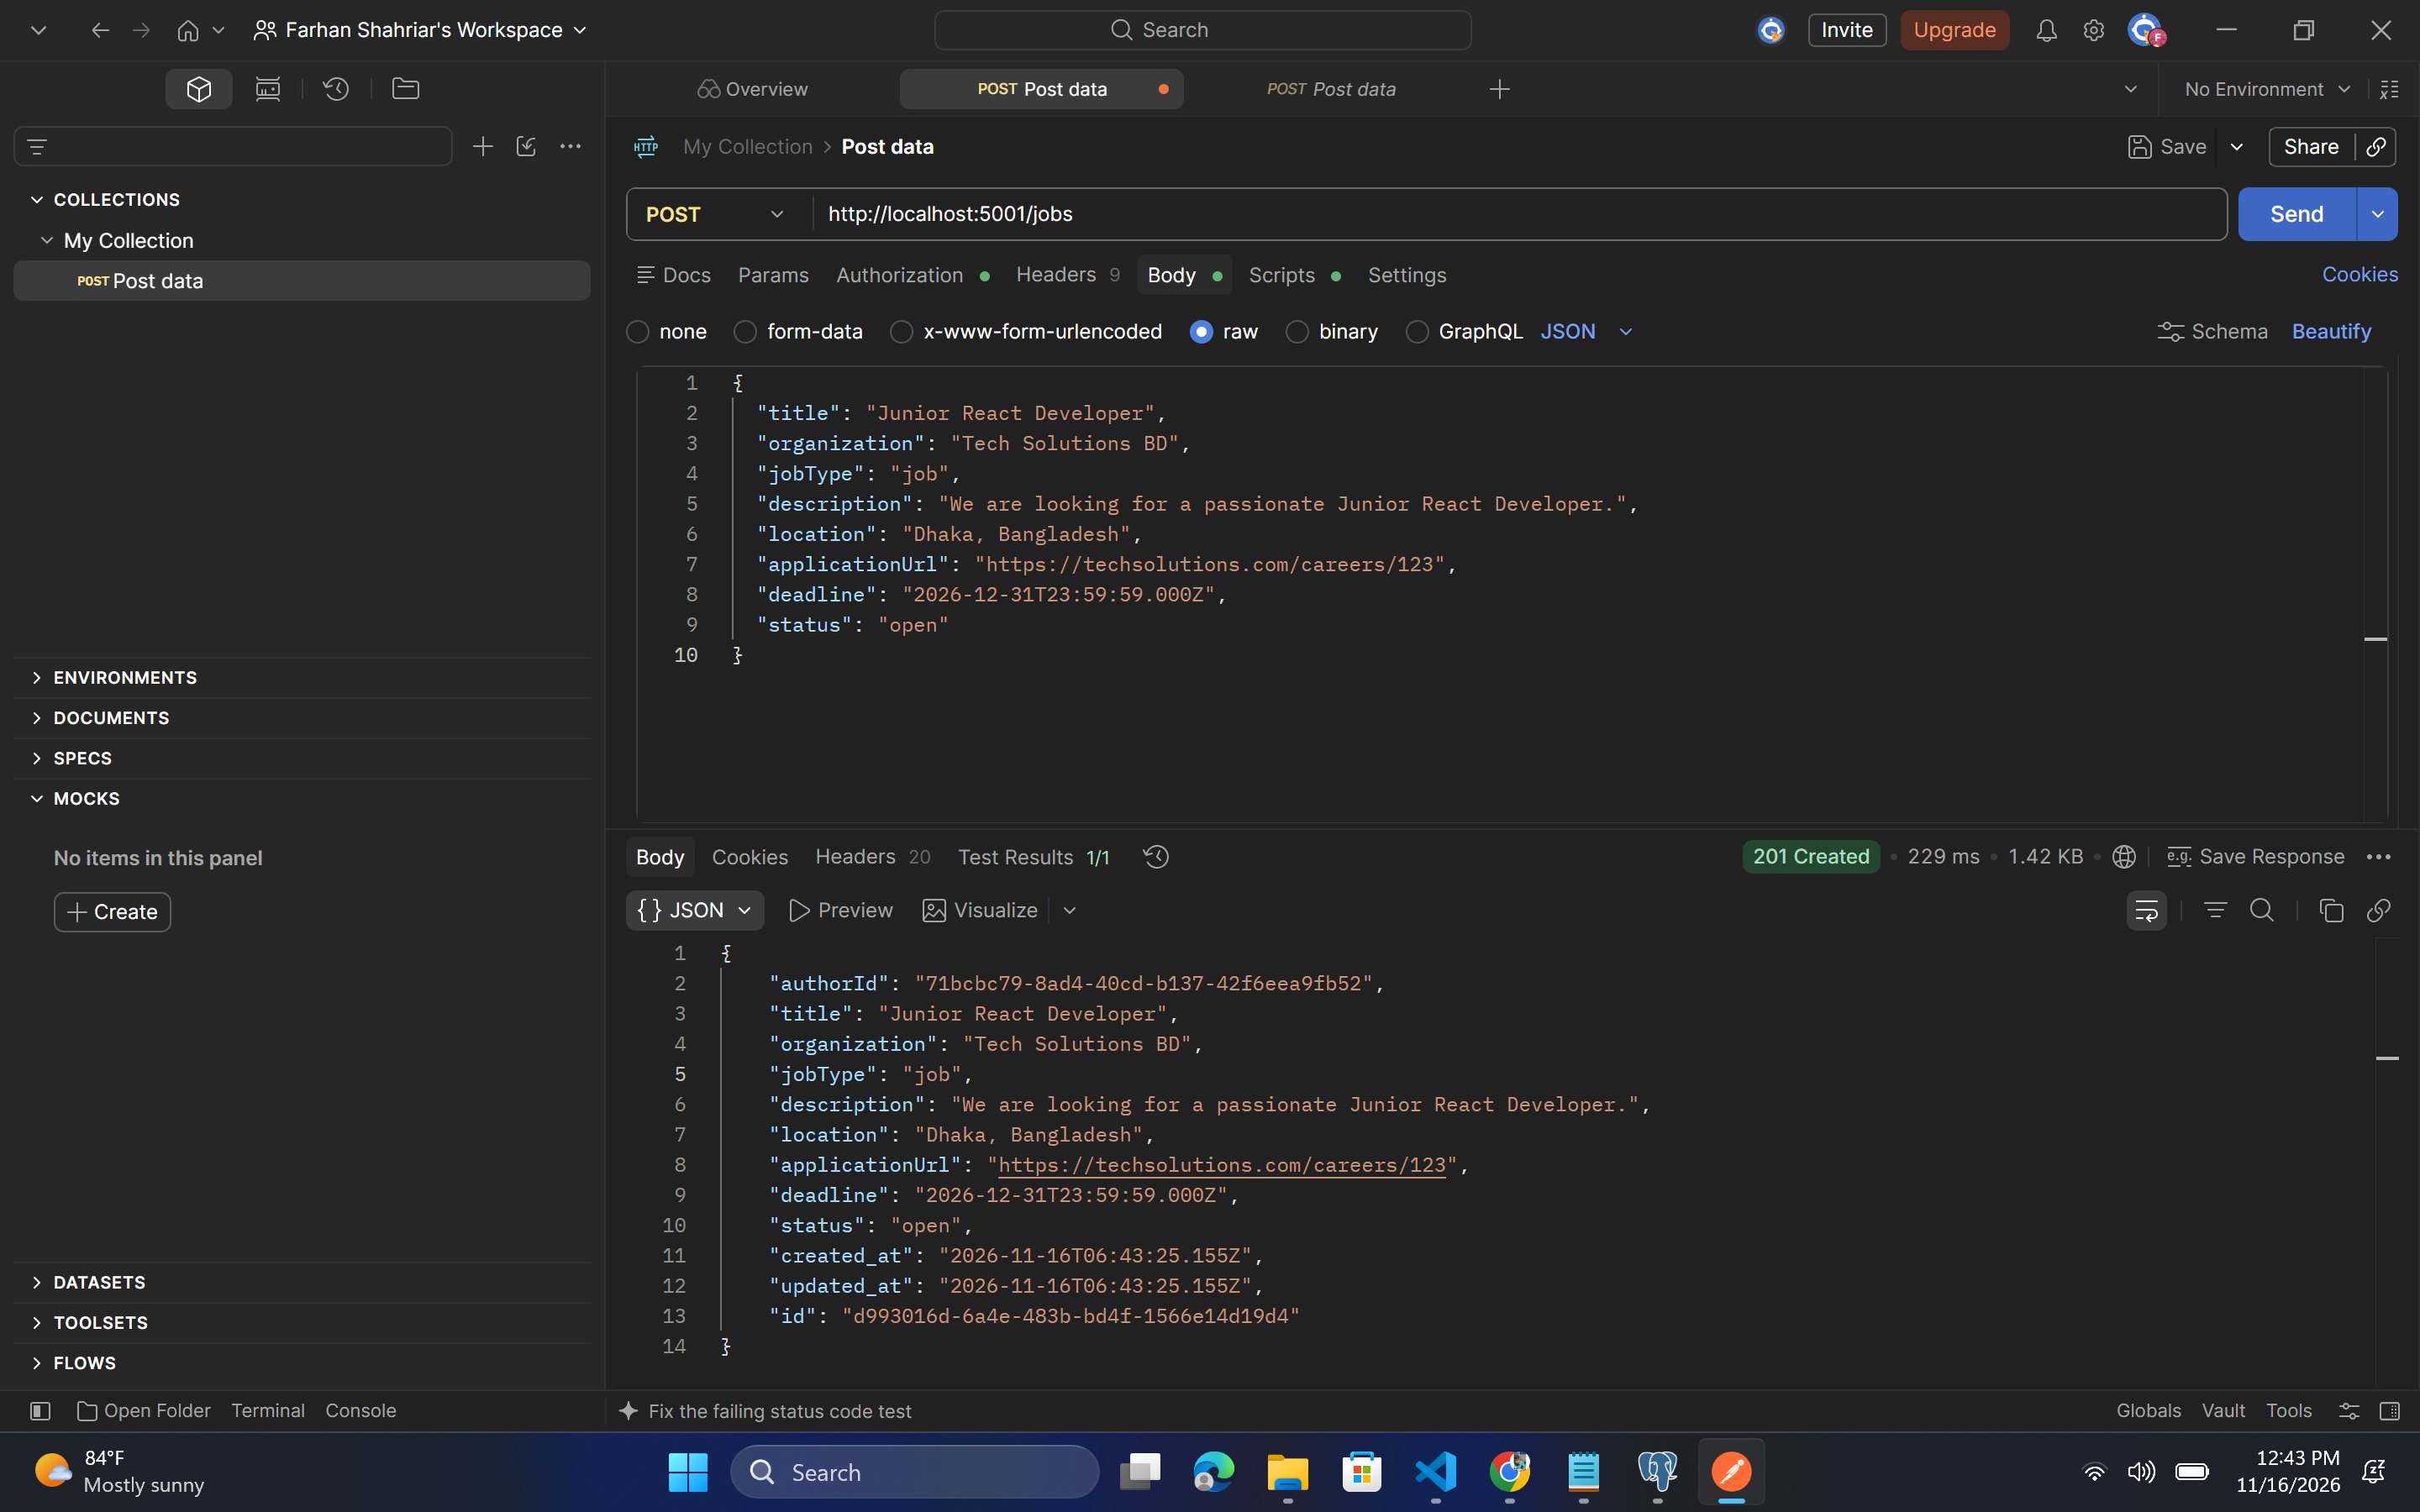 Farhan Shahriar's Workspace
Search
Invite
Upgrade
F
Overview
POST Post data
POST Post data
No Environment
HTTP
My Collection > Post data
Save
Share
COLLECTIONS
My Collection
POST Post data
POST
http://localhost:5001/jobs
Send
Docs
Params
Authorization
Headers 9
Body
Scripts
Settings
Cookies
none
form-data
x-www-form-urlencoded
raw
binary
GraphQL
JSON
Schema
Beautify
1 {
2 "title": "Junior React Developer",
3 "organization": "Tech Solutions BD",
4 "jobType": "job",
5 "description": "We are looking for a passionate Junior React Developer.",
6 "location": "Dhaka, Bangladesh",
7 "applicationUrl": "https://techsolutions.com/careers/123",
8 "deadline": "2026-12-31T23:59:59.000Z",
9 "status": "open"
10 }
ENVIRONMENTS
DOCUMENTS
SPECS
MOCKS
No items in this panel
Create
DATASETS
TOOLSETS
FLOWS
Body
Cookies
Headers 20
Test Results 1/1
201 Created
229 ms
1.42 KB
e.g. Save Response
{} JSON
Preview
Visualize
1 {
2 "authorId": "71bcbc79-8ad4-40cd-b137-42f6eea9fb52",
3 "title": "Junior React Developer",
4 "organization": "Tech Solutions BD",
5 "jobType": "job",
6 "description": "We are looking for a passionate Junior React Developer.",
7 "location": "Dhaka, Bangladesh",
8 "applicationUrl": "https://techsolutions.com/careers/123",
9 "deadline": "2026-12-31T23:59:59.000Z",
10 "status": "open",
11 "created_at": "2026-11-16T06:43:25.155Z",
12 "updated_at": "2026-11-16T06:43:25.155Z",
13 "id": "d993016d-6a4e-483b-bd4f-1566e14d19d4"
14 }
Open Folder
Terminal
Console
Fix the failing status code test
Globals
Vault
Tools
84°F
Mostly sunny
Search
12:43 PM
11/16/2026